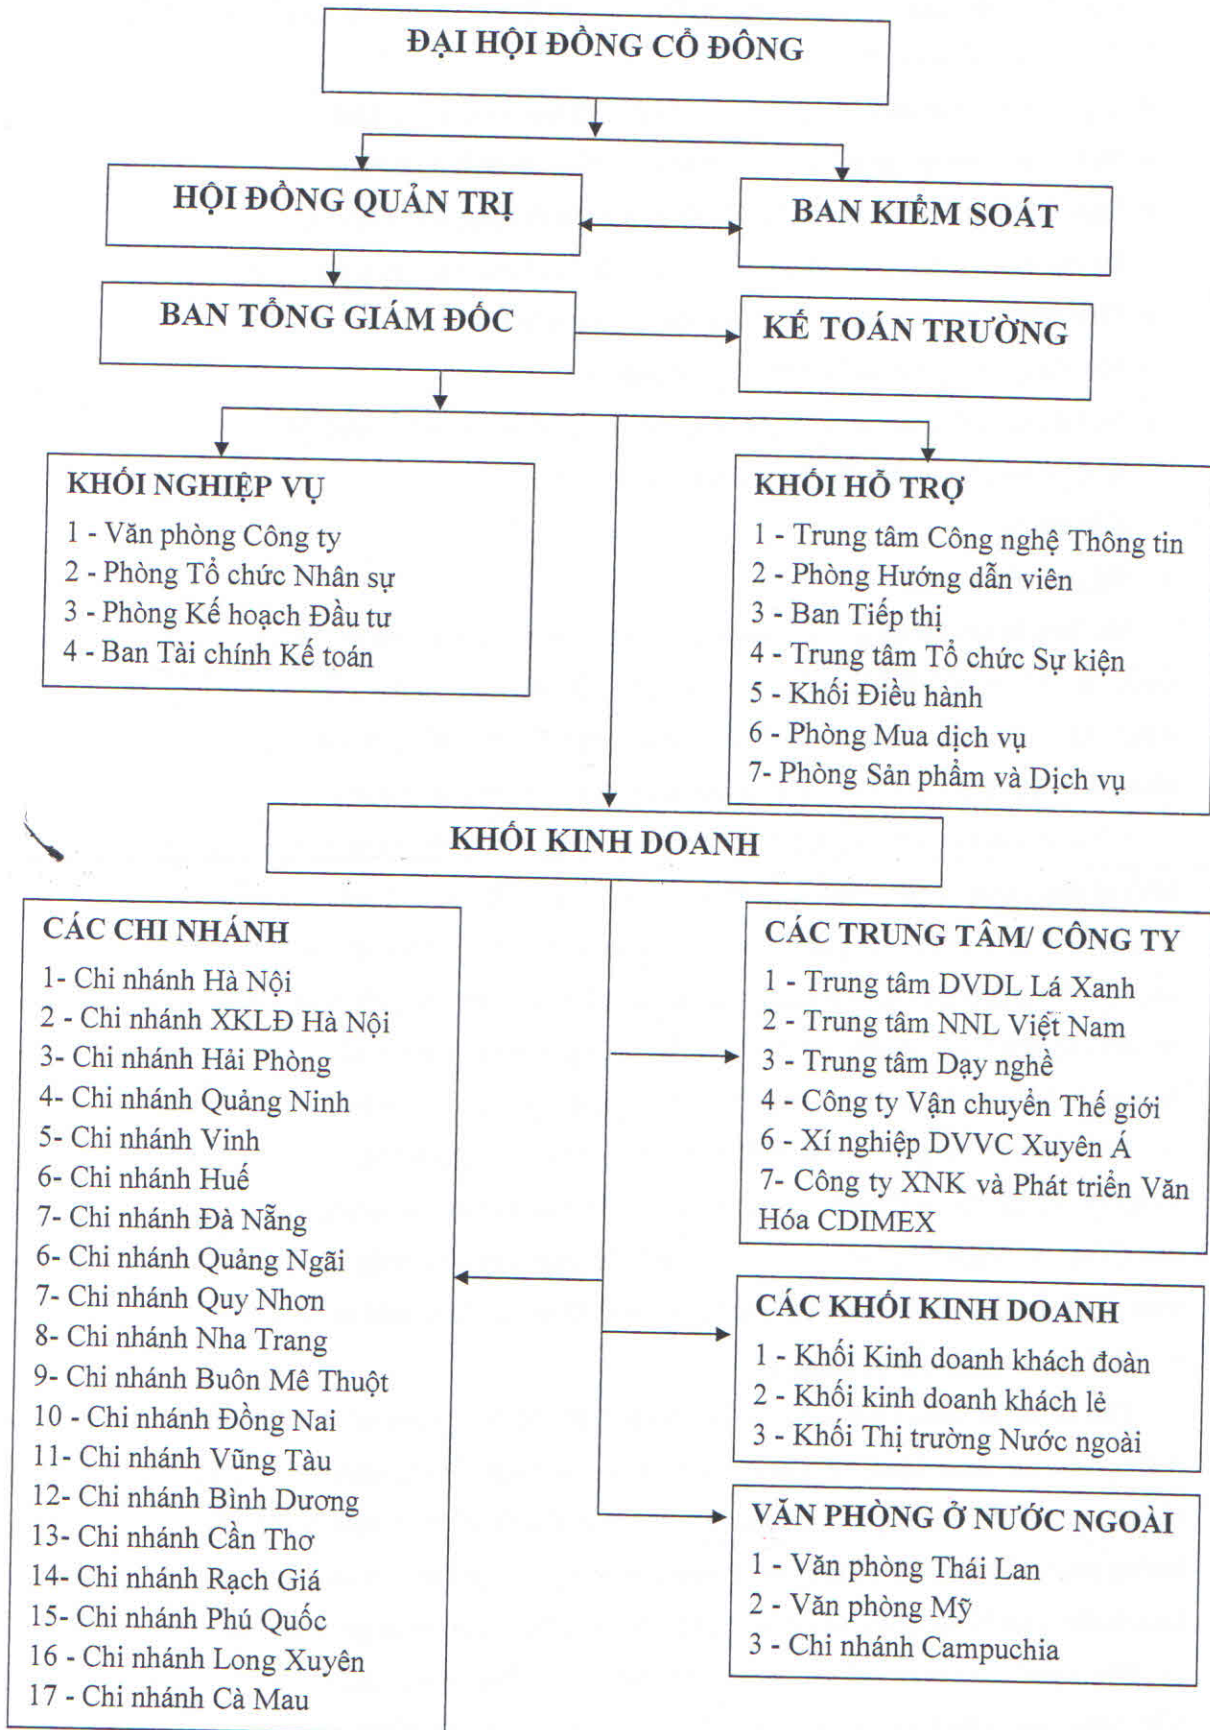 ĐẠI HỘI ĐỒNG CỔ ĐÔNG
HỘI ĐỒNG QUẢN TRỊ
BAN KIỂM SOÁT
BAN TỔNG GIÁM ĐỐC
KẾ TOÁN TRƯỜNG
KHỐI NGHIỆP VỤ
1 - Văn phòng Công ty
2 - Phòng Tổ chức Nhân sự
3 - Phòng Kế hoạch Đầu tư
4 - Ban Tài chính Kế toán
KHỐI HỖ TRỢ
1 - Trung tâm Công nghệ Thông tin
2 - Phòng Hướng dẫn viên
3 - Ban Tiếp thị
4 - Trung tâm Tổ chức Sự kiện
5 - Khối Điều hành
6 - Phòng Mua dịch vụ
7- Phòng Sản phẩm và Dịch vụ
KHỐI KINH DOANH
CÁC CHI NHÁNH
1- Chi nhánh Hà Nội
2 - Chi nhánh XKLĐ Hà Nội
3- Chi nhánh Hải Phòng
4- Chi nhánh Quảng Ninh
5- Chi nhánh Vinh
6- Chi nhánh Huế
7- Chi nhánh Đà Nẵng
6- Chi nhánh Quảng Ngãi
7- Chi nhánh Quy Nhơn
8- Chi nhánh Nha Trang
9- Chi nhánh Buôn Mê Thuột
10 - Chi nhánh Đồng Nai
11- Chi nhánh Vũng Tàu
12- Chi nhánh Bình Dương
13- Chi nhánh Cần Thơ
14- Chi nhánh Rạch Giá
15- Chi nhánh Phú Quốc
16 - Chi nhánh Long Xuyên
17 - Chi nhánh Cà Mau
CÁC TRUNG TÂM/ CÔNG TY
1 - Trung tâm DVDL Lá Xanh
2 - Trung tâm NNL Việt Nam
3 - Trung tâm Dạy nghề
4 - Công ty Vận chuyển Thế giới
6 - Xí nghiệp DVVC Xuyên Á
7- Công ty XNK và Phát triển Văn
Hóa CDIMEX
CÁC KHỐI KINH DOANH
1 - Khối Kinh doanh khách đoàn
2 - Khối kinh doanh khách lẻ
3 - Khối Thị trường Nước ngoài
VĂN PHÒNG Ở NƯỚC NGOÀI
1 - Văn phòng Thái Lan
2 - Văn phòng Mỹ
3 - Chi nhánh Campuchia